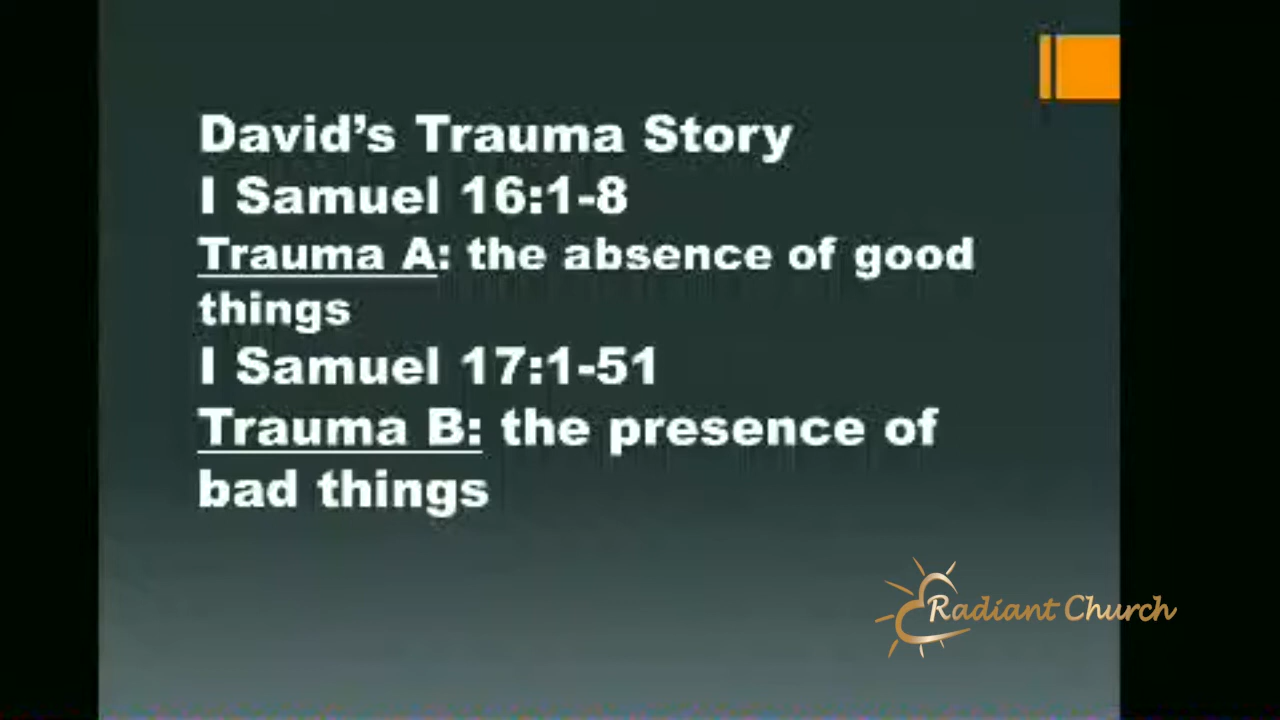 David’s Trauma Story
I Samuel 16:1-8
Trauma A: the absence of good
things
I Samuel 17:1-51
Trauma B: the presence of
bad things
Radiant Church